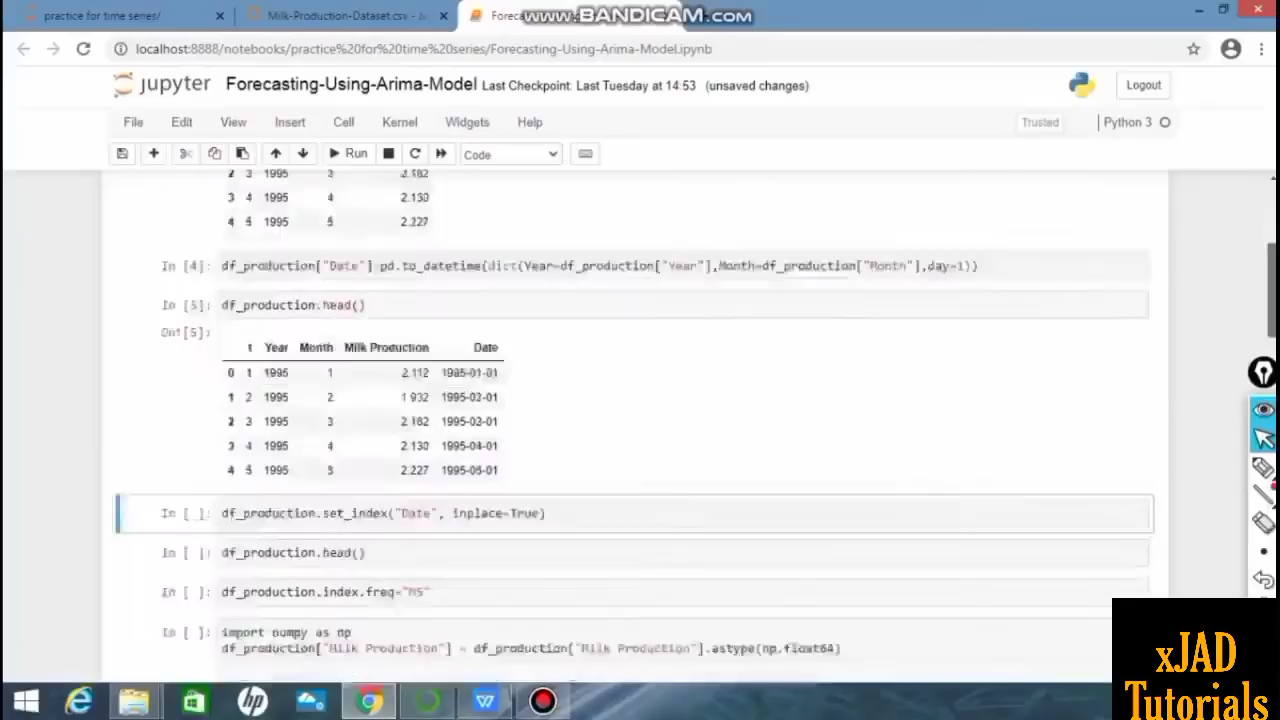 practice for time series/
Milk-Production-Dataset.csv -
Forecas
www.BANDICAM.com
localhost:8888/notebooks/practice%20for%20time%20series/Forecasting-Using-Arima-Model.ipynb
jupyter Forecasting-Using-Arima-Model Last Checkpoint: Last Tuesday at 14:53 (unsaved changes)
Logout
File Edit View Insert Cell Kernel Widgets Help
Trusted
Python 3
Run
Code
2 3 1995 3 2.182
3 4 1995 4 2.130
4 5 1995 5 2.227
In [4]: df_production["Date"] pd.to_datetime(dict(Year=df_production["Year"],Month=df_production["Month"],day=1))
In [5]: df_production.head()
Out[5]:
t Year Month Milk Production Date
0 1 1995 1 2.112 1995-01-01
1 2 1995 2 1.932 1995-02-01
2 3 1995 3 2.182 1995-03-01
3 4 1995 4 2.130 1995-04-01
4 5 1995 5 2.227 1995-05-01
In [ ]: df_production.set_index("Date", inplace=True)
In [ ]: df_production.head()
In [ ]: df_production.index.freq="MS"
In [ ]: import numpy as np
df_production["Milk Production"] = df_production["Milk Production"].astype(np.float64)
hp
W
xJAD
Tutorials